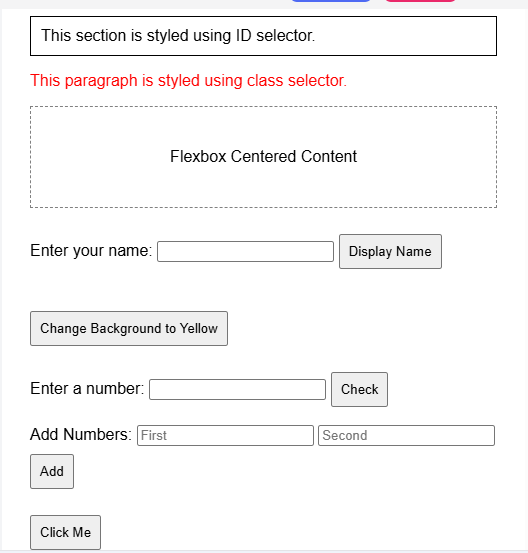 This section is styled using ID selector.
This paragraph is styled using class selector.
Flexbox Centered Content
Enter your name: Display Name
Change Background to Yellow
Enter a number: Check
Add Numbers: First Second
Add
Click Me